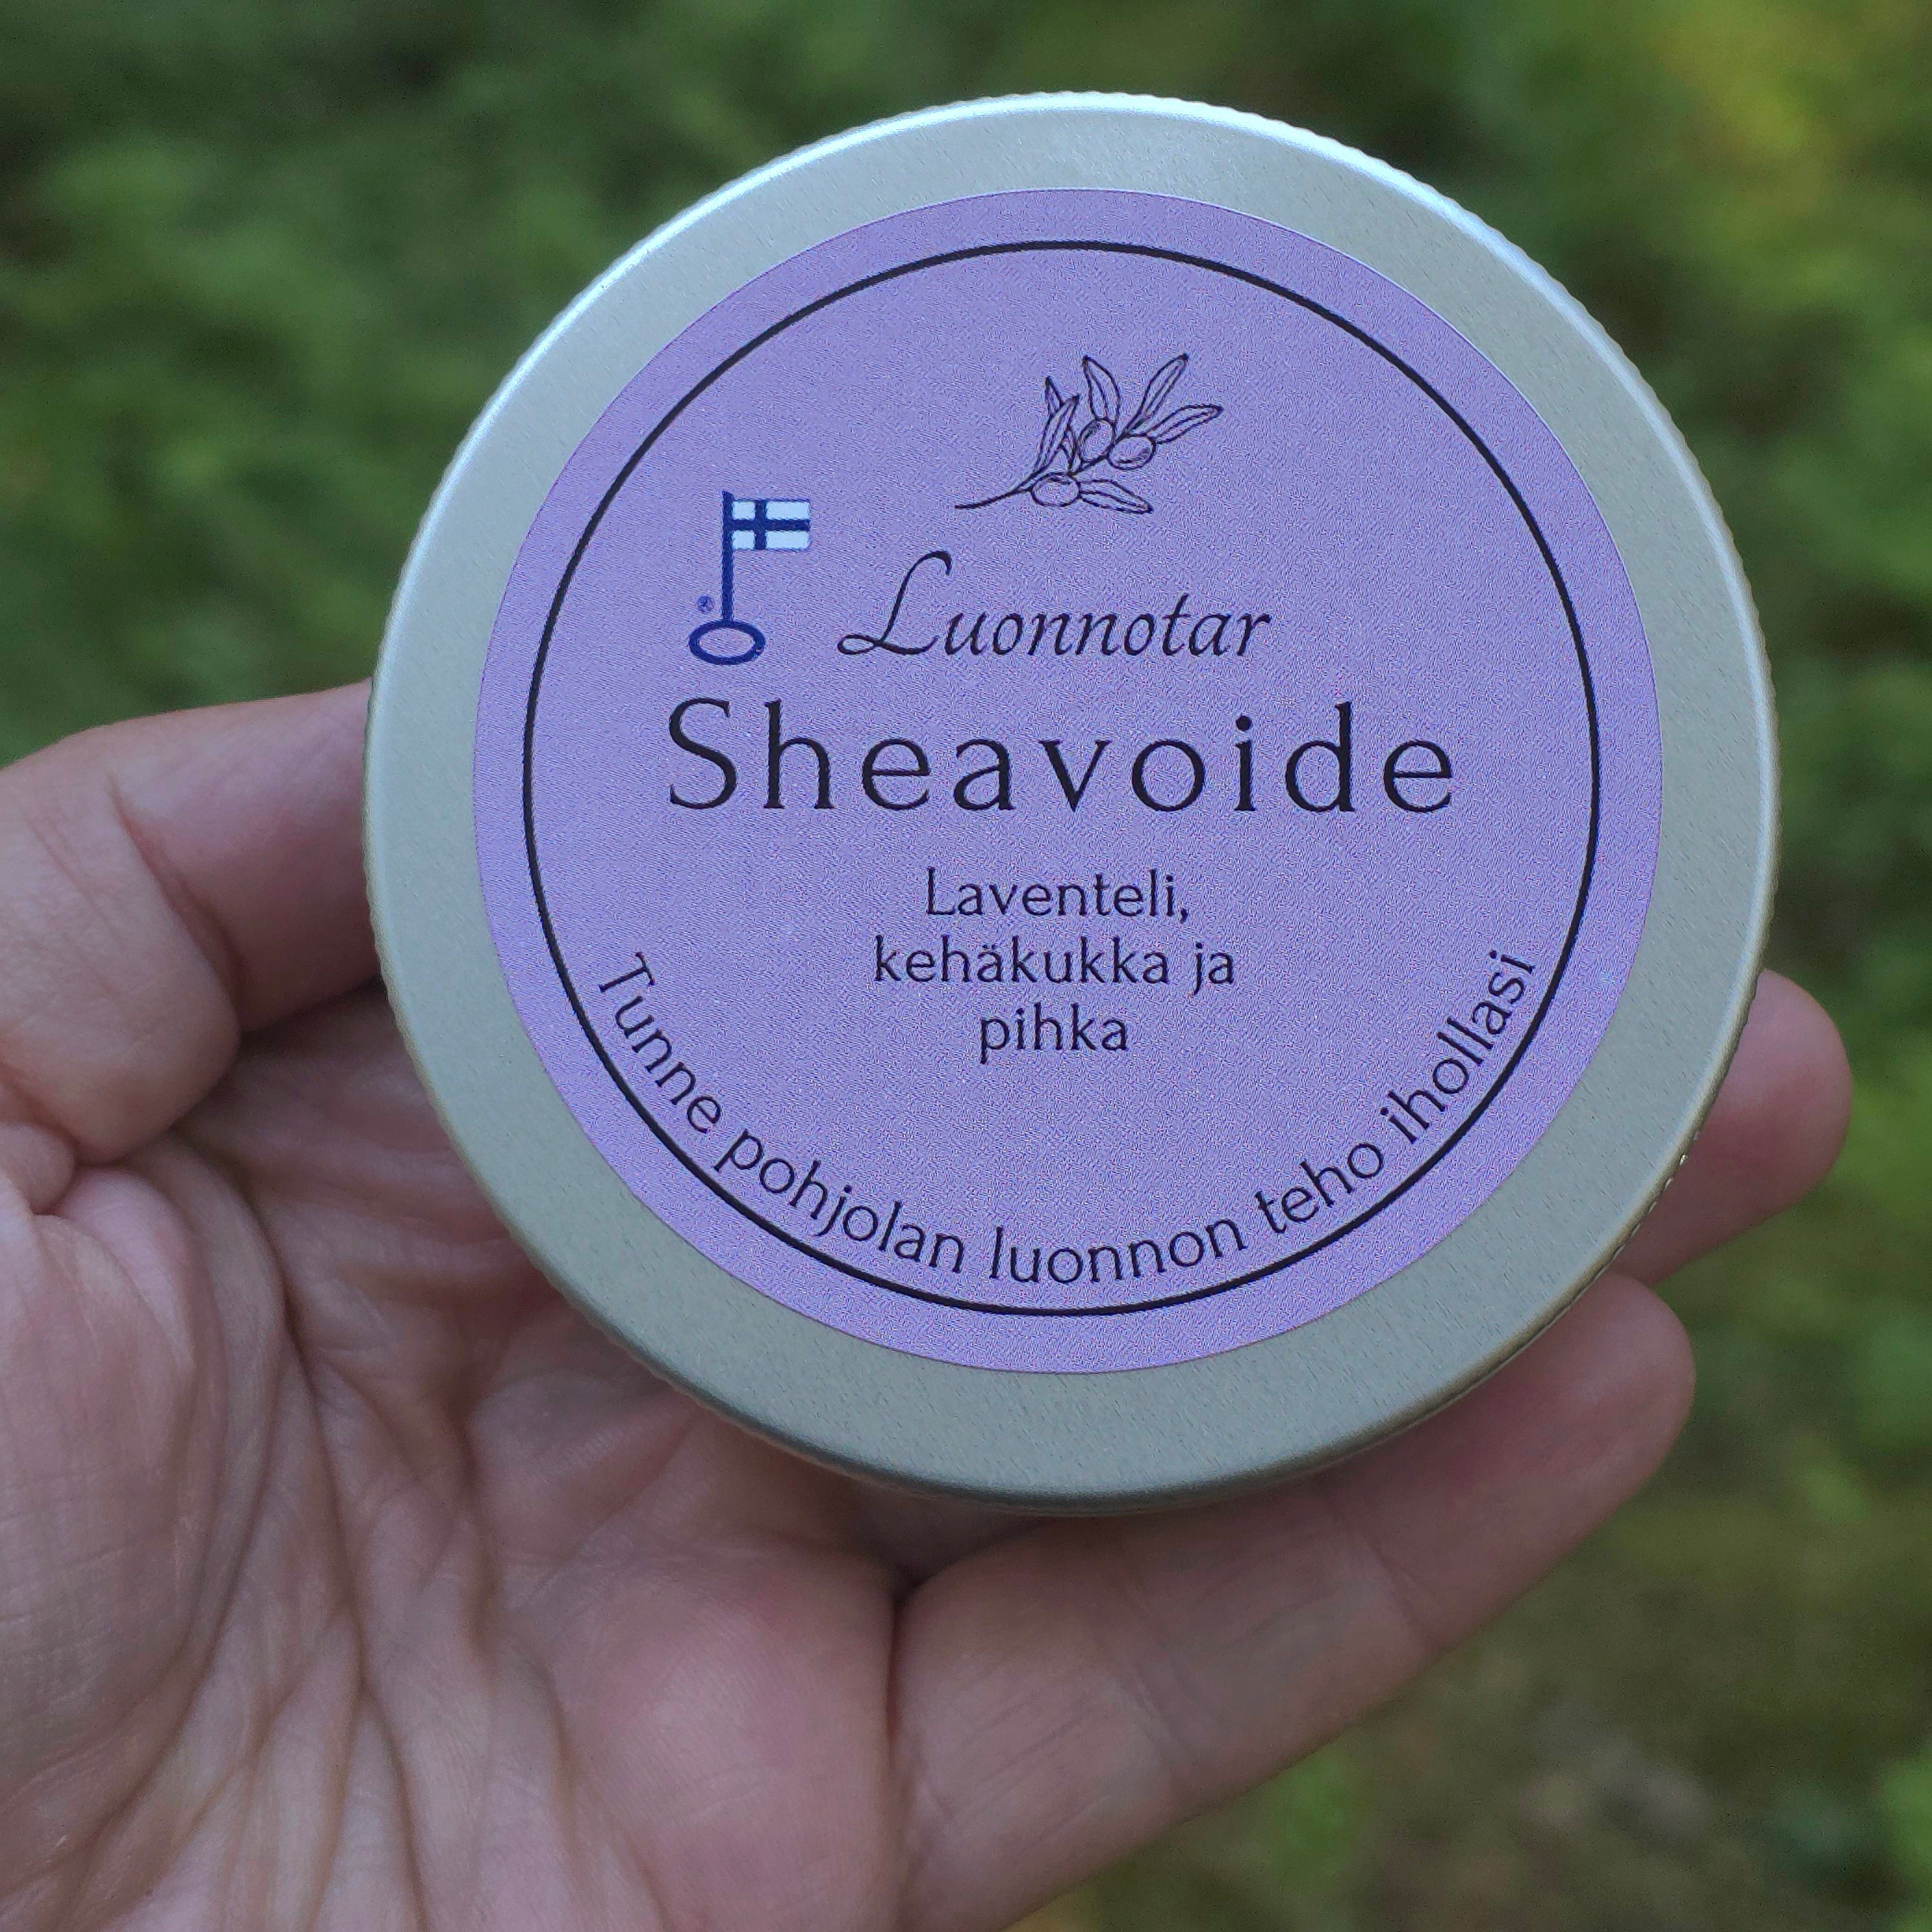 Luonnotar
Sheavoide
Laventeli,
kehäkukka ja
pihka
Tunne pohjolan luonnon teho ihollasi